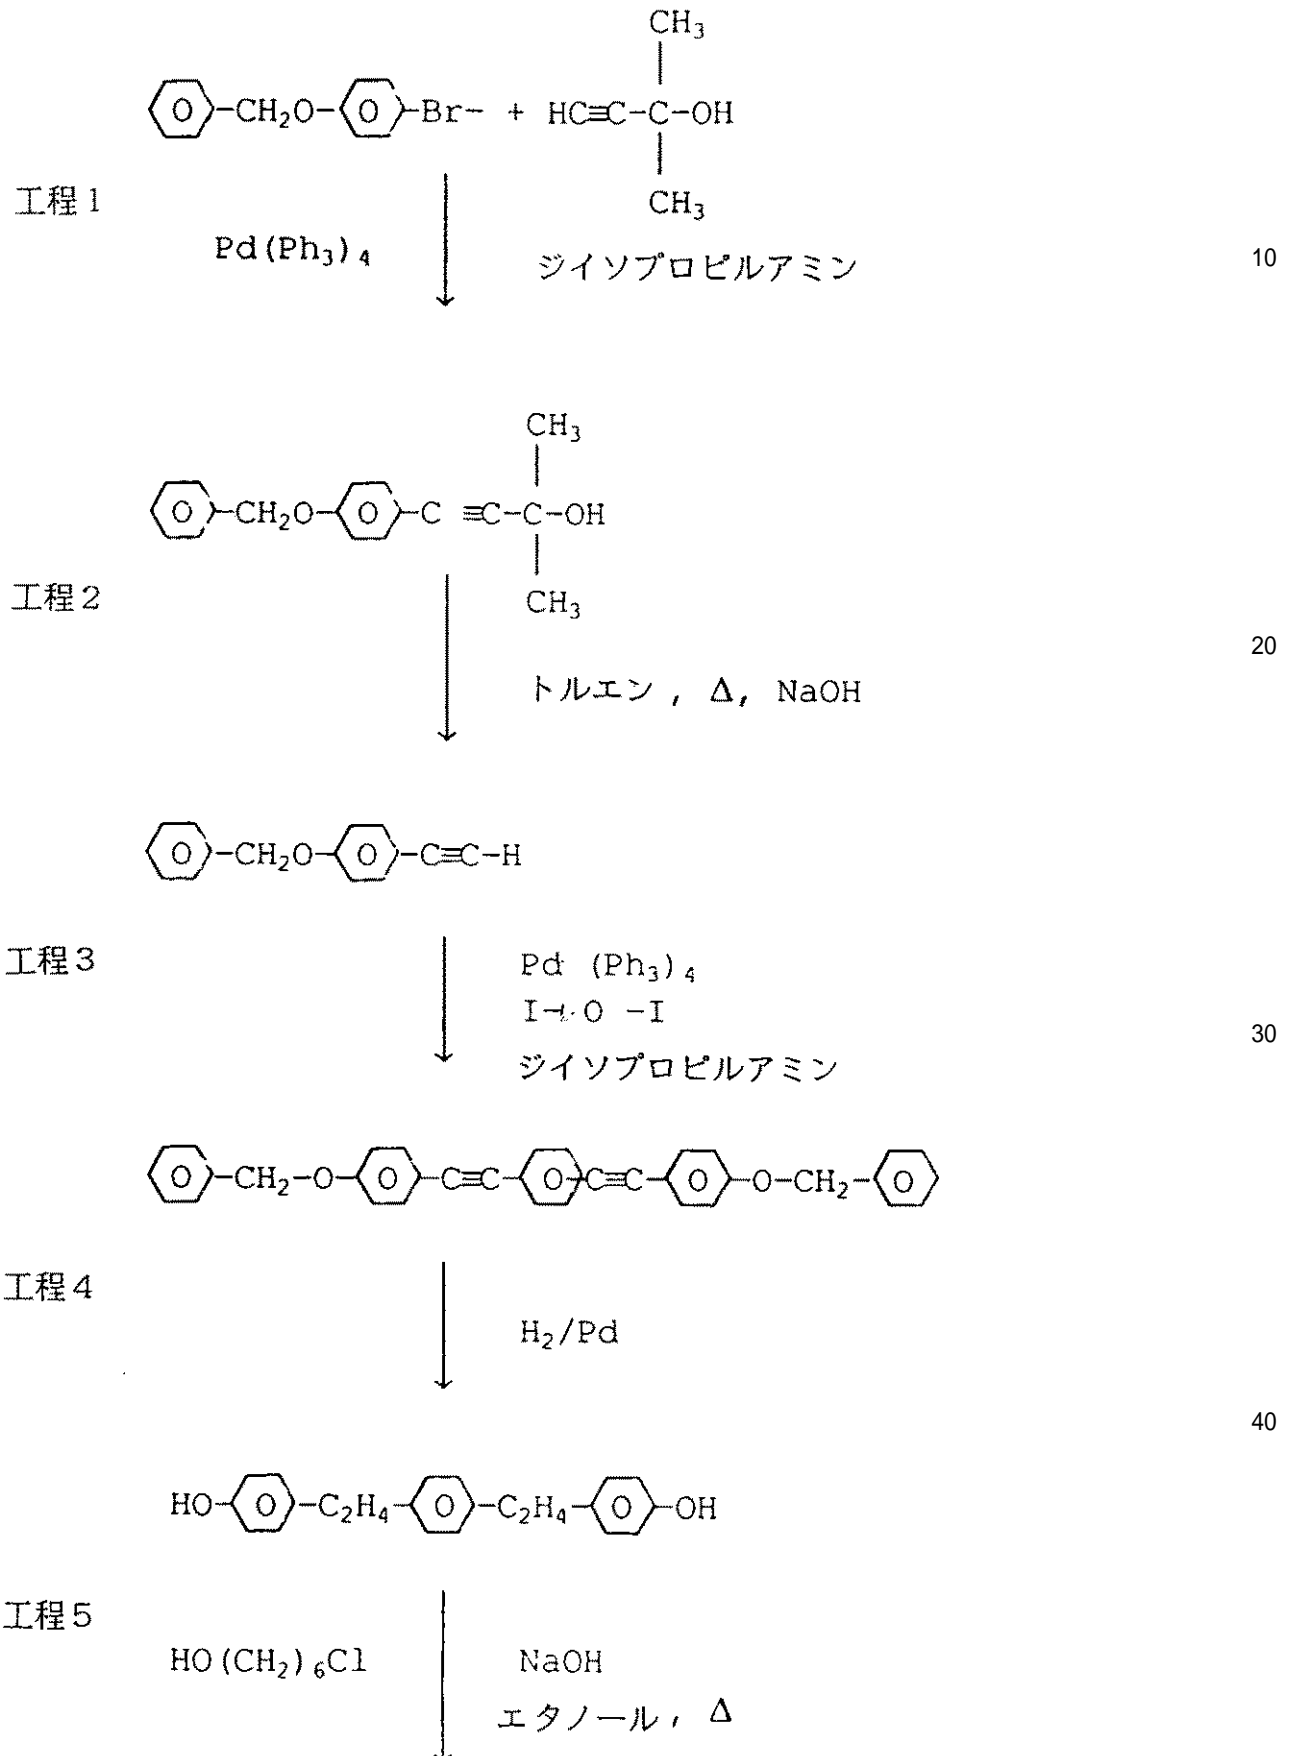 CH₃
O-CH₂O-O-Br- + HC≡C-C-OH
工程1
CH₃
Pd(Ph₃)₄
ジイソプロピルアミン
10
CH₃
O-CH₂O-O-C ≡C-C-OH
工程2
CH₃
20
トルエン , Δ, NaOH
O-CH₂O-O-C≡C-H
工程3
Pd (Ph₃)₄
I-O -I
30
ジイソプロピルアミン
O-CH₂-O-O-C≡C-O-C≡C-O-O-CH₂-O
工程4
H₂/Pd
40
HO-O-C₂H₄-O-C₂H₄-O-OH
工程5
HO(CH₂)₆Cl
NaOH
エタノール, Δ